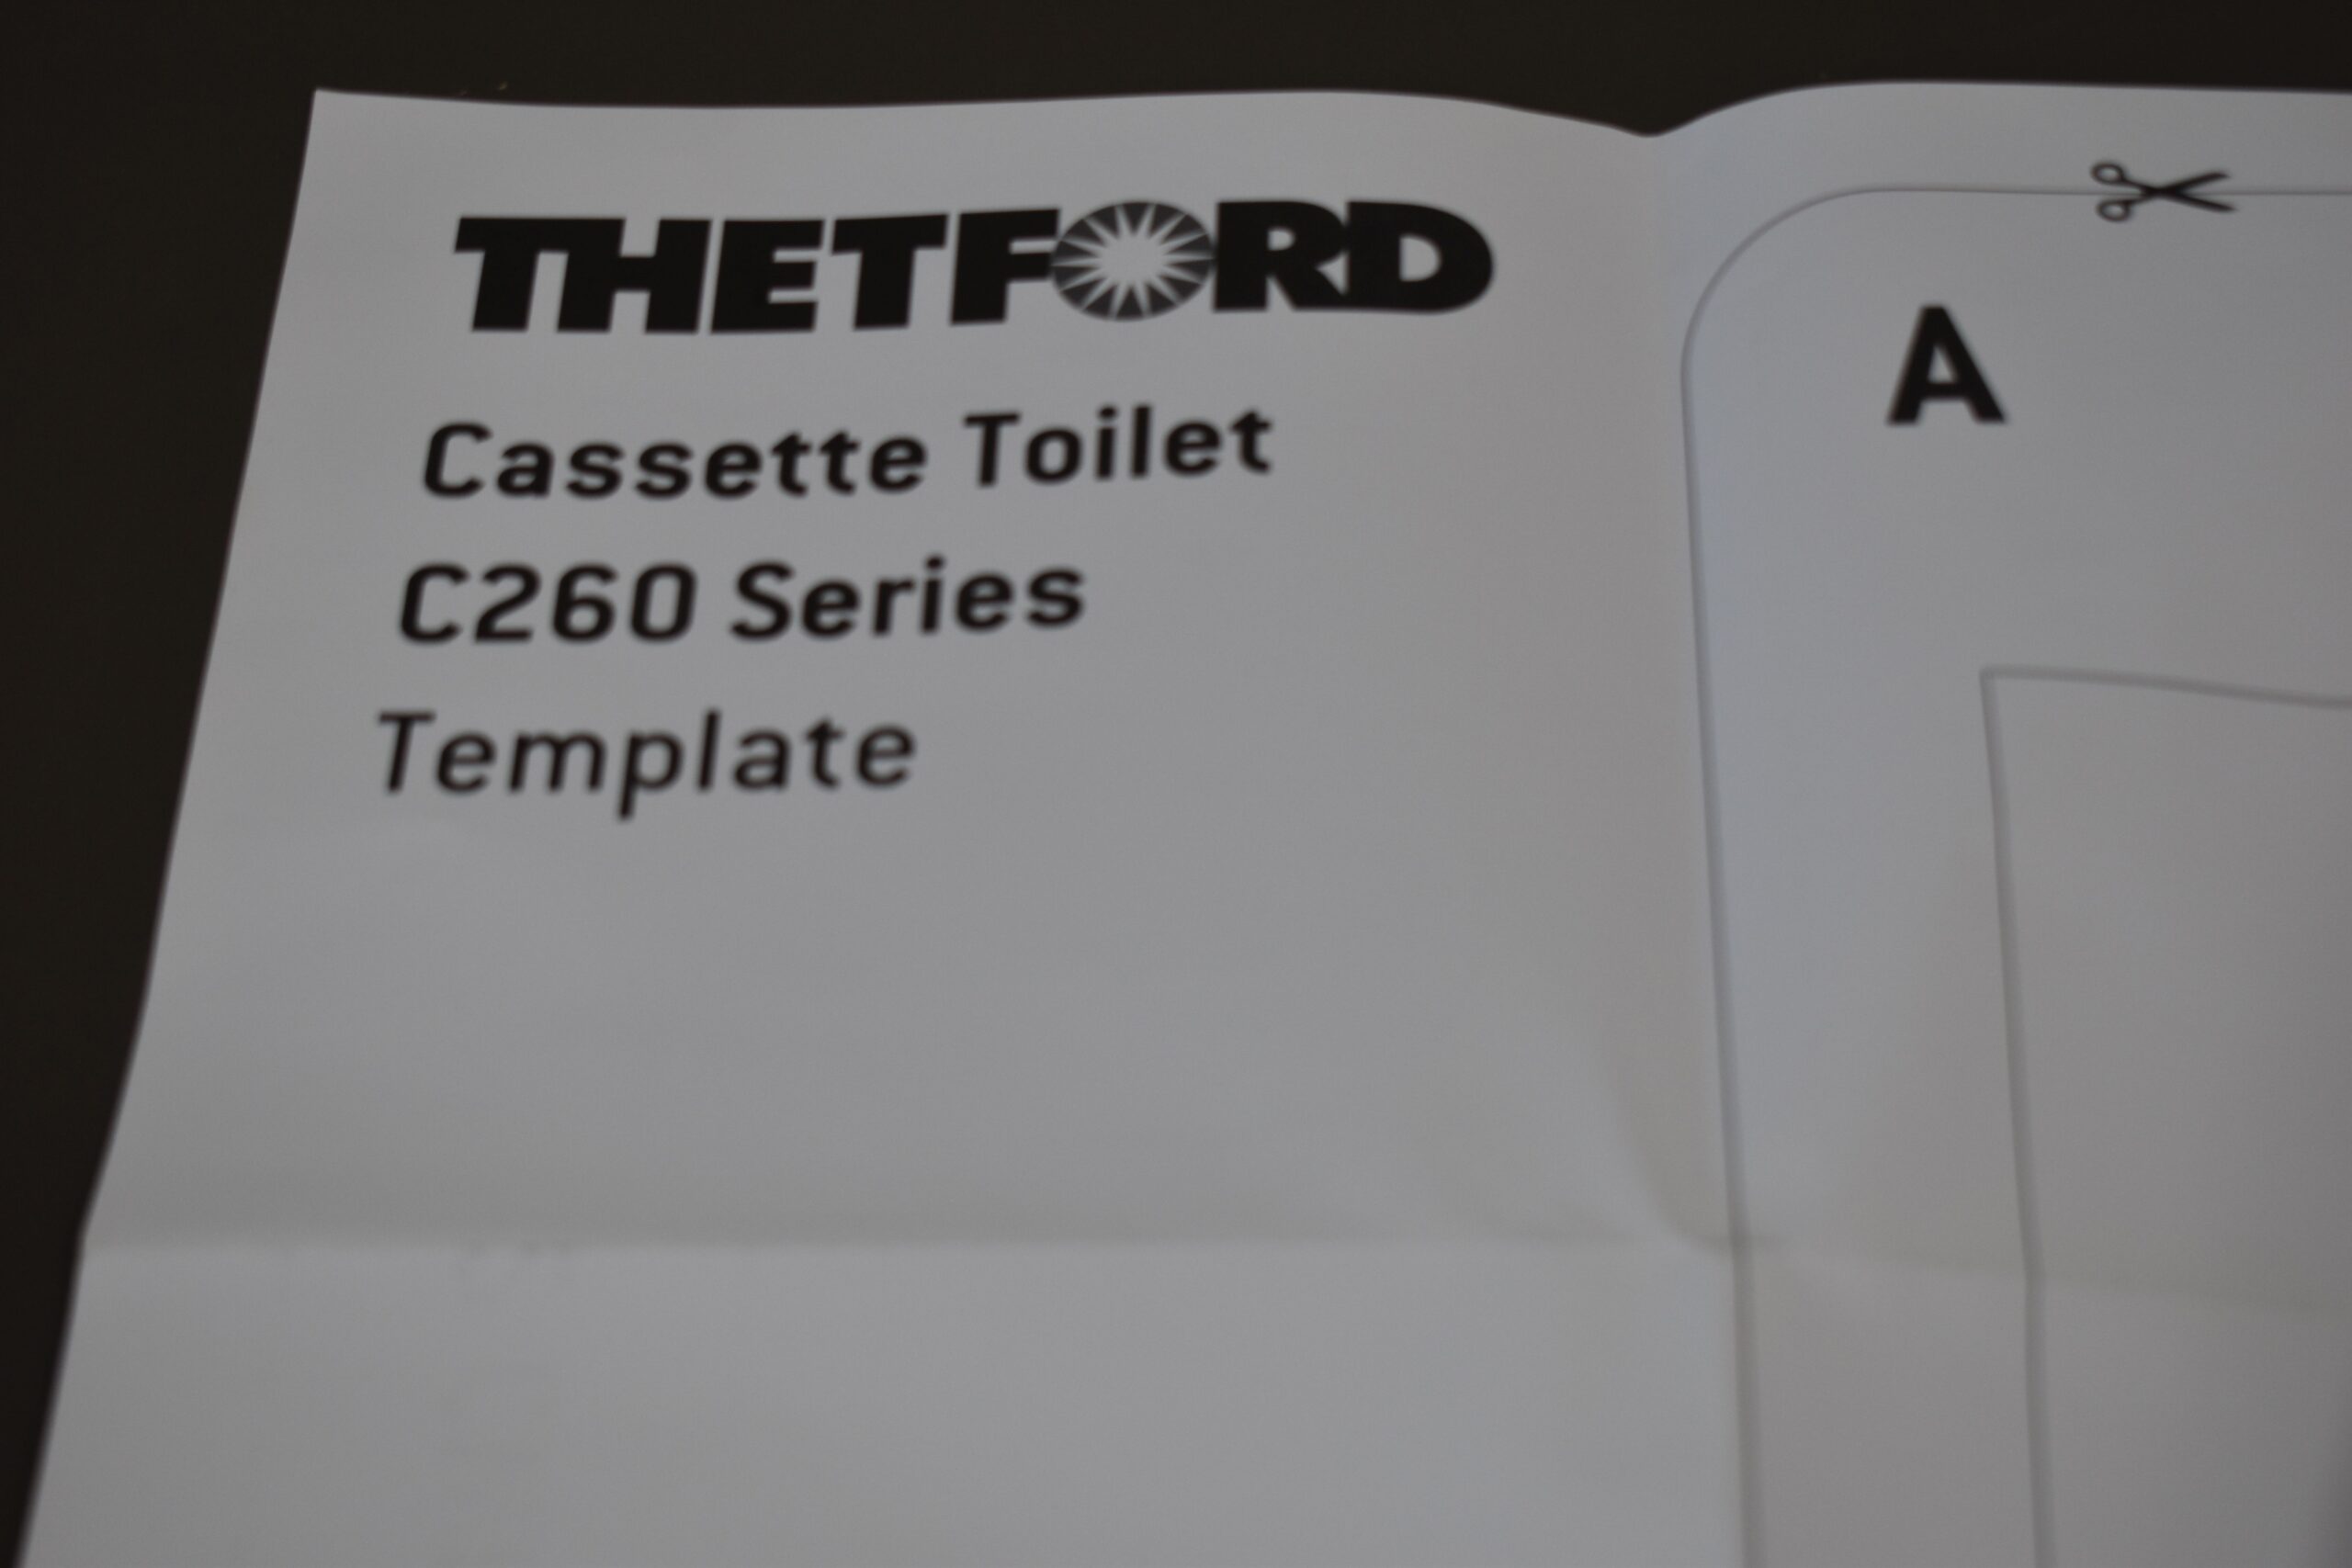 THETFORD
Cassette Toilet
C260 Series
Template
A